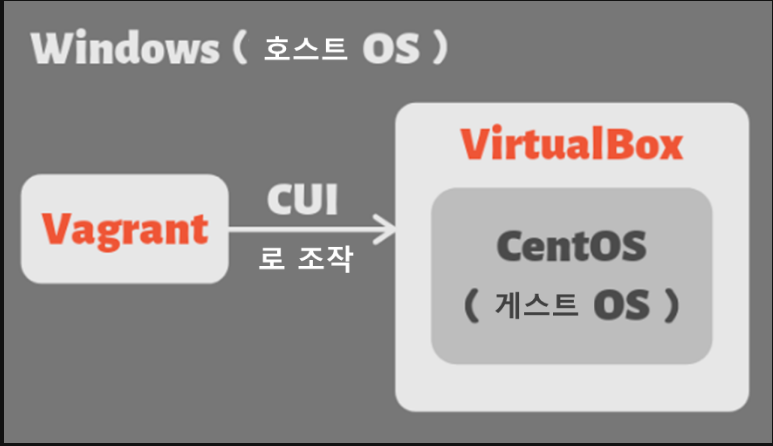 Windows ( 호스트 OS )
VirtualBox
Vagrant
CUI
로 조작
CentOS
( 게스트 OS )